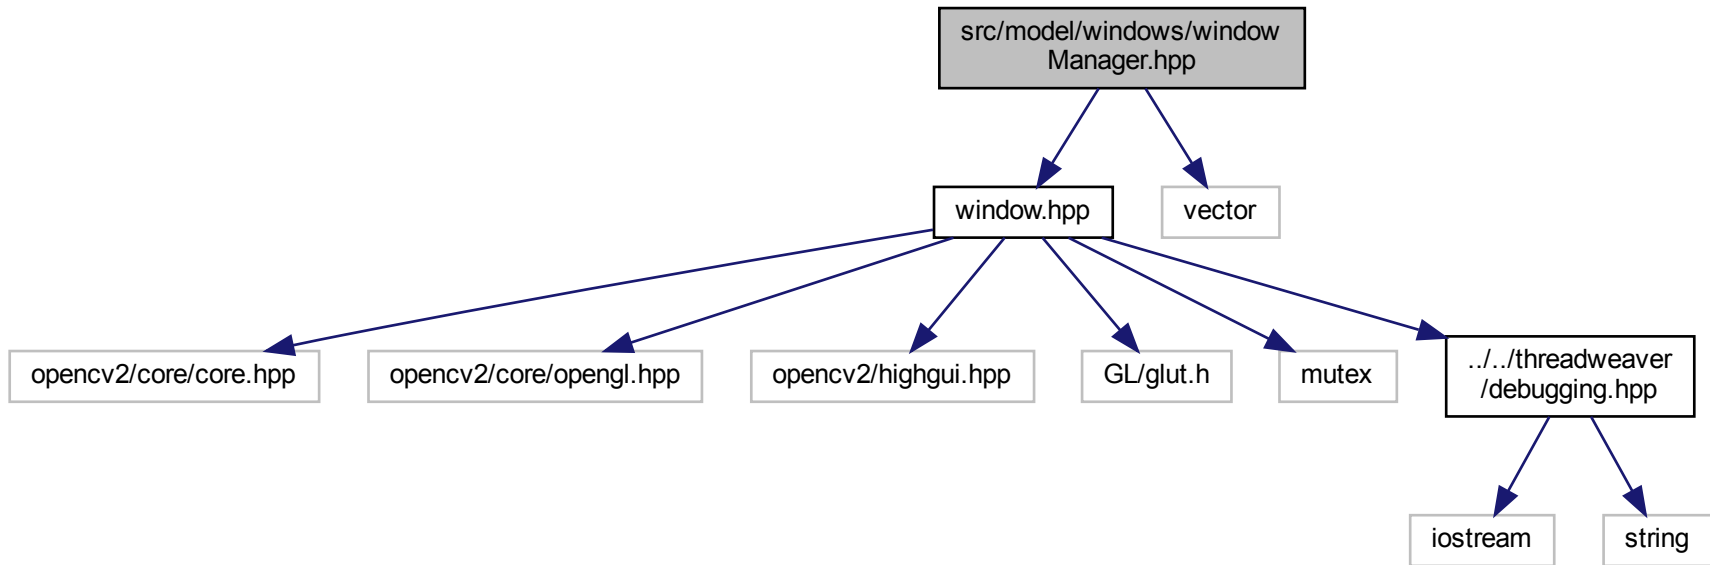 src/model/windows/window
Manager.hpp
window.hpp
vector
opencv2/core/core.hpp
opencv2/core/opengl.hpp
opencv2/highgui.hpp
GL/glut.h
mutex
../../threadweaver
/debugging.hpp
iostream
string